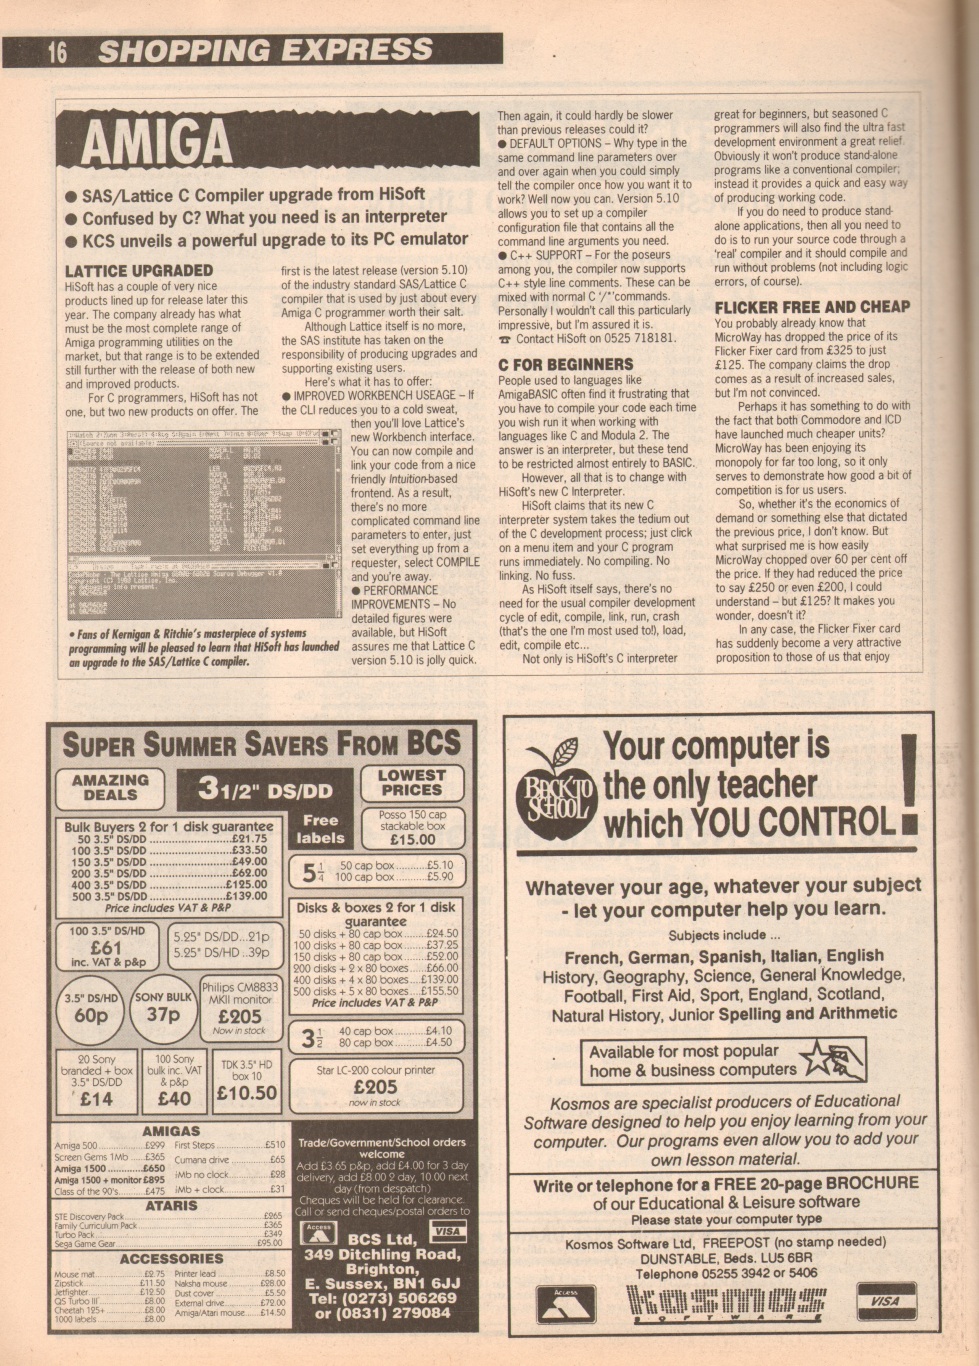 16 SHOPPING EXPRESS
AMIGA
● SAS/Lattice C Compiler upgrade from HiSoft
● Confused by C? What you need is an interpreter
● KCS unveils a powerful upgrade to its PC emulator
LATTICE UPGRADED
HiSoft has a couple of very nice
products lined up for release later this
year. The company already has what
must be the most complete range of
Amiga programming utilities on the
market, but that range is to be extended
still further with the release of both new
and improved products.
For C programmers, HiSoft has not
one, but two new products on offer. The
first is the latest release (version 5.10)
of the industry standard SAS/Lattice C
compiler that is used by just about every
Amiga C programmer worth their salt.
Although Lattice itself is no more,
the SAS institute has taken on the
responsibility of producing upgrades and
supporting existing users.
Here's what it has to offer:
● IMPROVED WORKBENCH USEAGE – If
the CLI reduces you to a cold sweat,
then you'll love Lattice's
new Workbench interface.
You can now compile and
link your code from a nice
friendly Intuition-based
frontend. As a result,
there's no more
complicated command line
parameters to enter, just
set everything up from a
requester, select COMPILE
and you're away.
● PERFORMANCE
IMPROVEMENTS – No
detailed figures were
available, but HiSoft
assures me that Lattice C
version 5.10 is jolly quick.
• Fans of Kernigan & Ritchie's masterpiece of systems
programming will be pleased to learn that HiSoft has launched
an upgrade to the SAS/Lattice C compiler.
Then again, it could hardly be slower
than previous releases could it?
● DEFAULT OPTIONS – Why type in the
same command line parameters over
and over again when you could simply
tell the compiler once how you want it to
work? Well now you can. Version 5.10
allows you to set up a compiler
configuration file that contains all the
command line arguments you need.
● C++ SUPPORT – For the poseurs
among you, the compiler now supports
C++ style line comments. These can be
mixed with normal C '/*'commands.
Personally I wouldn't call this particularly
impressive, but I'm assured it is.
☎ Contact HiSoft on 0525 718181.
C FOR BEGINNERS
People used to languages like
AmigaBASIC often find it frustrating that
you have to compile your code each time
you wish run it when working with
languages like C and Modula 2. The
answer is an interpreter, but these tend
to be restricted almost entirely to BASIC.
However, all that is to change with
HiSoft's new C Interpreter.
HiSoft claims that its new C
interpreter system takes the tedium out
of the C development process; just click
on a menu item and your C program
runs immediately. No compiling. No
linking. No fuss.
As HiSoft itself says, there's no
need for the usual compiler development
cycle of edit, compile, link, run, crash
(that's the one I'm most used to!), load,
edit, compile etc...
Not only is HiSoft's C interpreter
great for beginners, but seasoned C
programmers will also find the ultra fast
development environment a great relief.
Obviously it won't produce stand-alone
programs like a conventional compiler;
instead it provides a quick and easy way
of producing working code.
If you do need to produce stand-
alone applications, then all you need to
do is to run your source code through a
'real' compiler and it should compile and
run without problems (not including logic
errors, of course).
FLICKER FREE AND CHEAP
You probably already know that
MicroWay has dropped the price of its
Flicker Fixer card from £325 to just
£125. The company claims the drop
comes as a result of increased sales,
but I'm not convinced.
Perhaps it has something to do with
the fact that both Commodore and ICD
have launched much cheaper units?
MicroWay has been enjoying its
monopoly for far too long, so it only
serves to demonstrate how good a bit of
competition is for us users.
So, whether it's the economics of
demand or something else that dictated
the previous price, I don't know. But
what surprised me is how easily
MicroWay chopped over 60 per cent off
the price. If they had reduced the price
to say £250 or even £200, I could
understand – but £125? It makes you
wonder, doesn't it?
In any case, the Flicker Fixer card
has suddenly become a very attractive
proposition to those of us that enjoy
SUPER SUMMER SAVERS FROM BCS
AMAZING
DEALS
3 1/2" DS/DD
LOWEST
PRICES
Bulk Buyers 2 for 1 disk guarantee
50 3.5" DS/DD ....................£21.75
100 3.5" DS/DD ....................£33.50
150 3.5" DS/DD ....................£49.00
200 3.5" DS/DD ....................£62.00
400 3.5" DS/DD ....................£125.00
500 3.5" DS/DD ....................£139.00
Price includes VAT & P&P
Free
labels
Posso 150 cap
stackable box
£15.00
5 1/4 50 cap box..........£5.10
100 cap box..........£5.90
100 3.5" DS/HD
£61
inc. VAT & p&p
5.25" DS/DD...21p
5.25" DS/HD ..39p
Disks & boxes 2 for 1 disk
guarantee
50 disks + 80 cap box ......£24.50
100 disks + 80 cap box......£37.25
150 disks + 80 cap box......£52.00
200 disks + 2 x 80 boxes....£66.00
400 disks + 4 x 80 boxes..£139.00
500 disks + 5 x 80 boxes..£155.50
Price includes VAT & P&P
3.5" DS/HD
60p
SONY BULK
37p
Philips CM8833
MKII monitor
£205
Now in stock
3 1/2 40 cap box ..........£4.10
80 cap box..........£4.50
20 Sony
branded + box
3.5" DS/DD
£14
100 Sony
bulk inc. VAT
& p&p
£40
TDK 3.5" HD
box 10
£10.50
Star LC-200 colour printer
£205
now in stock
AMIGAS
Amiga 500..............£299
Screen Gems 1Mb ....£365
Amiga 1500 ............£650
Amiga 1500 + monitor £895
Class of the 90's........£475
First Steps ..............£510
Cumana drive ..............£65
iMb no clock..............£28
iMb + clock ..............£31
ATARIS
STE Discovery Pack..............£265
Family Curriculum Pack..............£365
Turbo Pack..............£349
Sega Game Gear..............£95.00
ACCESSORIES
Mouse mat..............£2.75
Zipstick ..............£11.50
Jetfighter..............£12.50
QS Turbo III..............£8.00
Cheetah 125+..............£8.00
1000 labels..............£8.00
Printer lead..............£8.50
Naksha mouse ..............£28.00
Dust cover ..............£5.50
External drive..............£72.00
Amiga/Atari mouse....£14.50
Trade/Government/School orders
welcome
Add £3.65 p&p, add £4.00 for 3 day
delivery, add £8.00 2 day, 10.00 next
day (from despatch)
Cheques will be held for clearance.
Call or send cheques/postal orders to
Access
VISA
BCS Ltd,
349 Ditchling Road,
Brighton,
E. Sussex, BN1 6JJ
Tel: (0273) 506269
or (0831) 279084
BACK TO
SCHOOL
Your computer is
the only teacher
which YOU CONTROL!
Whatever your age, whatever your subject
- let your computer help you learn.
Subjects include ...
French, German, Spanish, Italian, English
History, Geography, Science, General Knowledge,
Football, First Aid, Sport, England, Scotland,
Natural History, Junior Spelling and Arithmetic
Available for most popular
home & business computers
Kosmos are specialist producers of Educational
Software designed to help you enjoy learning from your
computer. Our programs even allow you to add your
own lesson material.
Write or telephone for a FREE 20-page BROCHURE
of our Educational & Leisure software
Please state your computer type
Kosmos Software Ltd, FREEPOST (no stamp needed)
DUNSTABLE, Beds. LU5 6BR
Telephone 05255 3942 or 5406
Access
KOSMOS
SOFTWARE
VISA